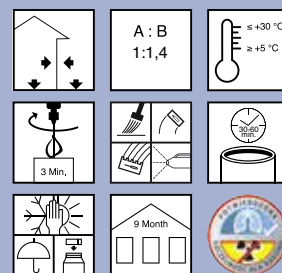 A : B
1:1,4
≤ +30 °C
≥ +5 °C
3 Min.
30-60
min.
9 Month